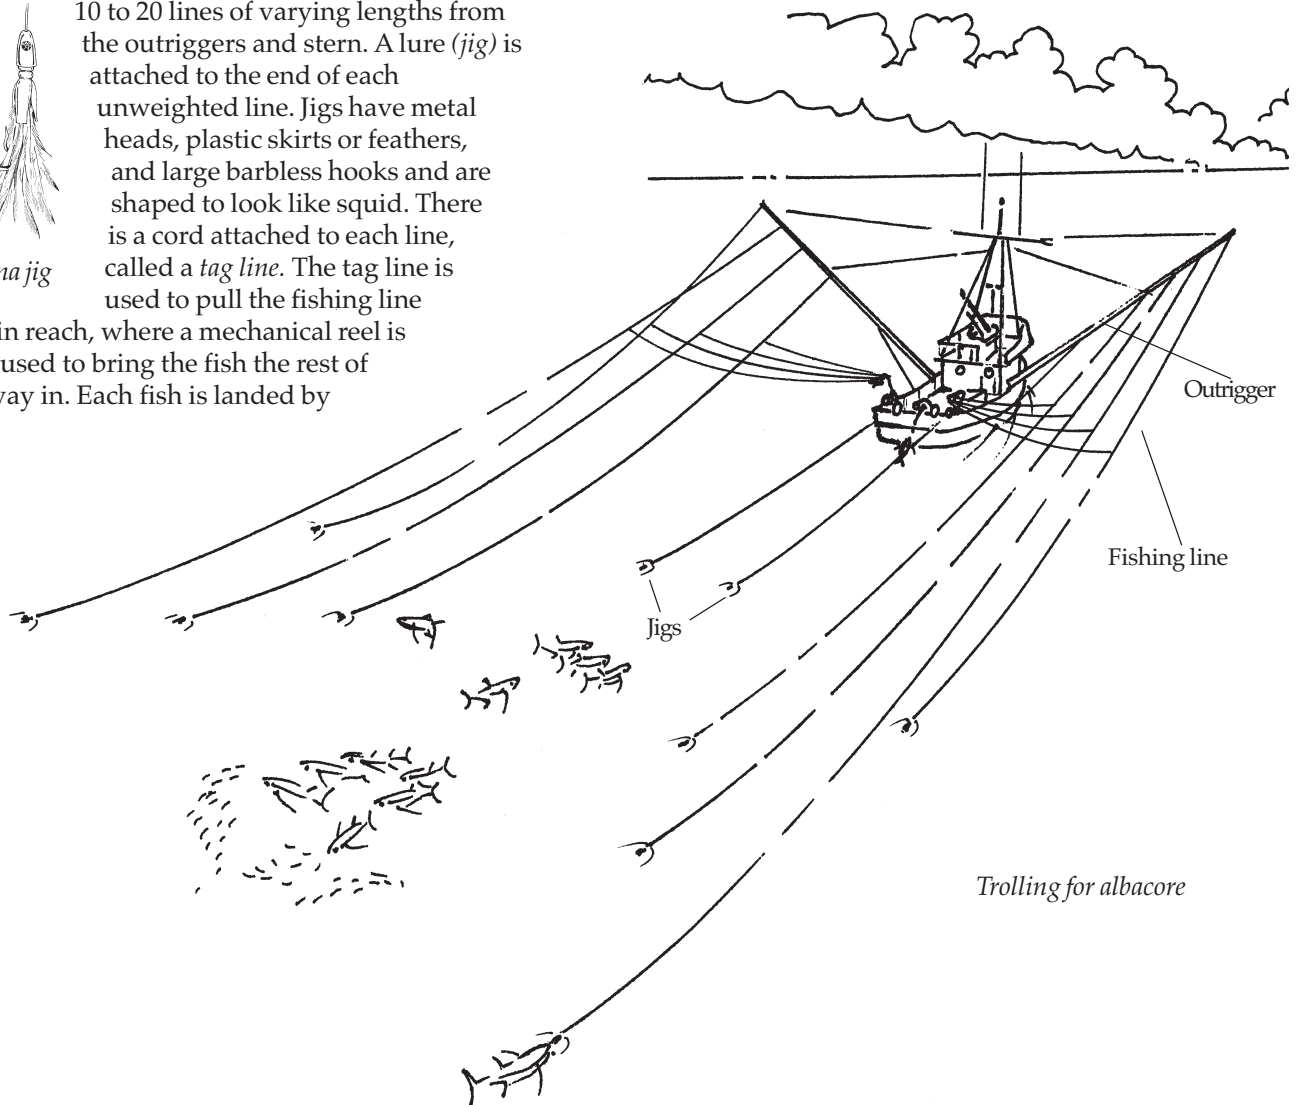 10 to 20 lines of varying lengths from
the outriggers and stern. A lure (jig) is
attached to the end of each
unweighted line. Jigs have metal
heads, plastic skirts or feathers,
and large barbless hooks and are
shaped to look like squid. There
is a cord attached to each line,
called a tag line. The tag line is
used to pull the fishing line
in reach, where a mechanical reel is
used to bring the fish the rest of
way in. Each fish is landed by
na jig
Outrigger
Fishing line
Jigs
Trolling for albacore